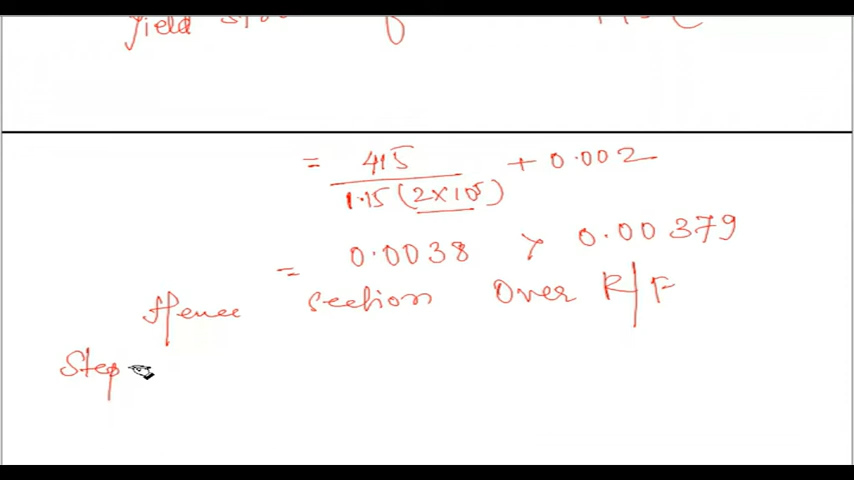 yield
= 415 / 1.15 (2×10⁵) + 0.002
= 0.0038 > 0.00379
Hence section Over R/F
Step